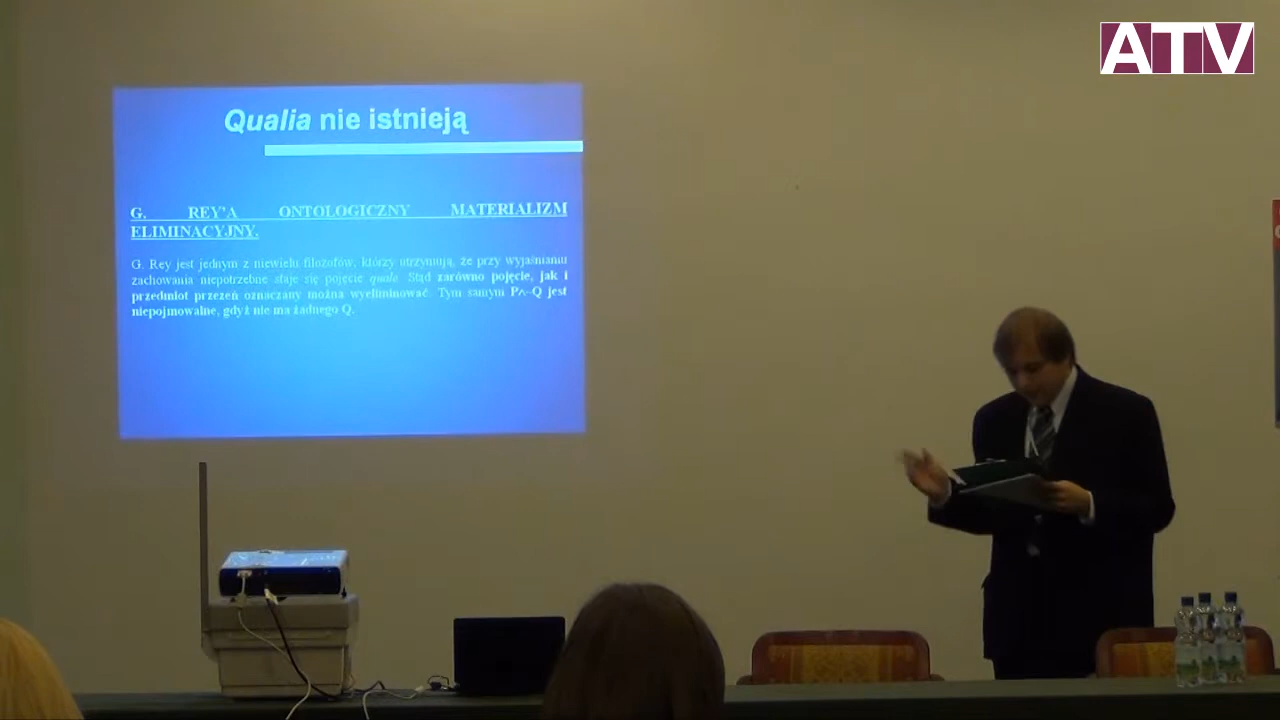 ATV
Qualia nie istnieją
G. REY'A ONTOLOGICZNY MATERIALIZM
ELIMINACYJNY.
G. Rey jest jednym z niewielu filozofów, którzy utrzymują, że przy wyjaśnianiu
zachowania niepotrzebne staje się pojęcie quale. Stąd zarówno pojęcie, jak i
przedmiot przezeń oznaczany można wyeliminować. Tym samym P∧~Q jest
niepojmowalne, gdyż nie ma żadnego Q.